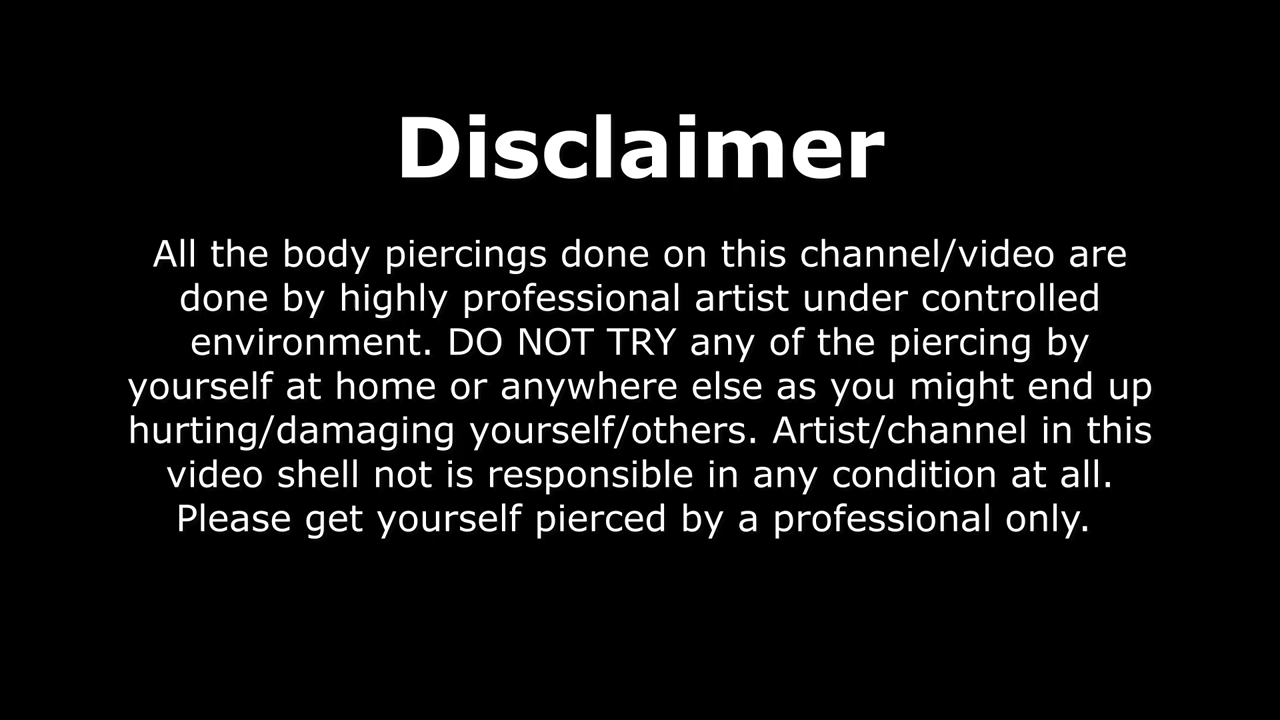 Disclaimer
All the body piercings done on this channel/video are
done by highly professional artist under controlled
environment. DO NOT TRY any of the piercing by
yourself at home or anywhere else as you might end up
hurting/damaging yourself/others. Artist/channel in this
video shell not is responsible in any condition at all.
Please get yourself pierced by a professional only.